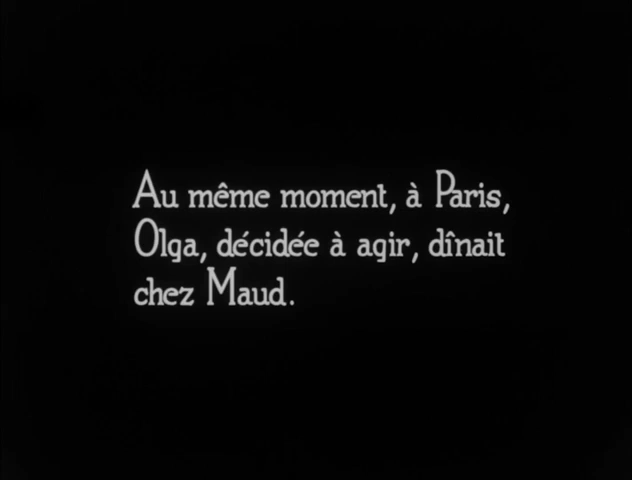 Au même moment, à Paris,
Olga, décidée à agir, dînait
chez Maud.